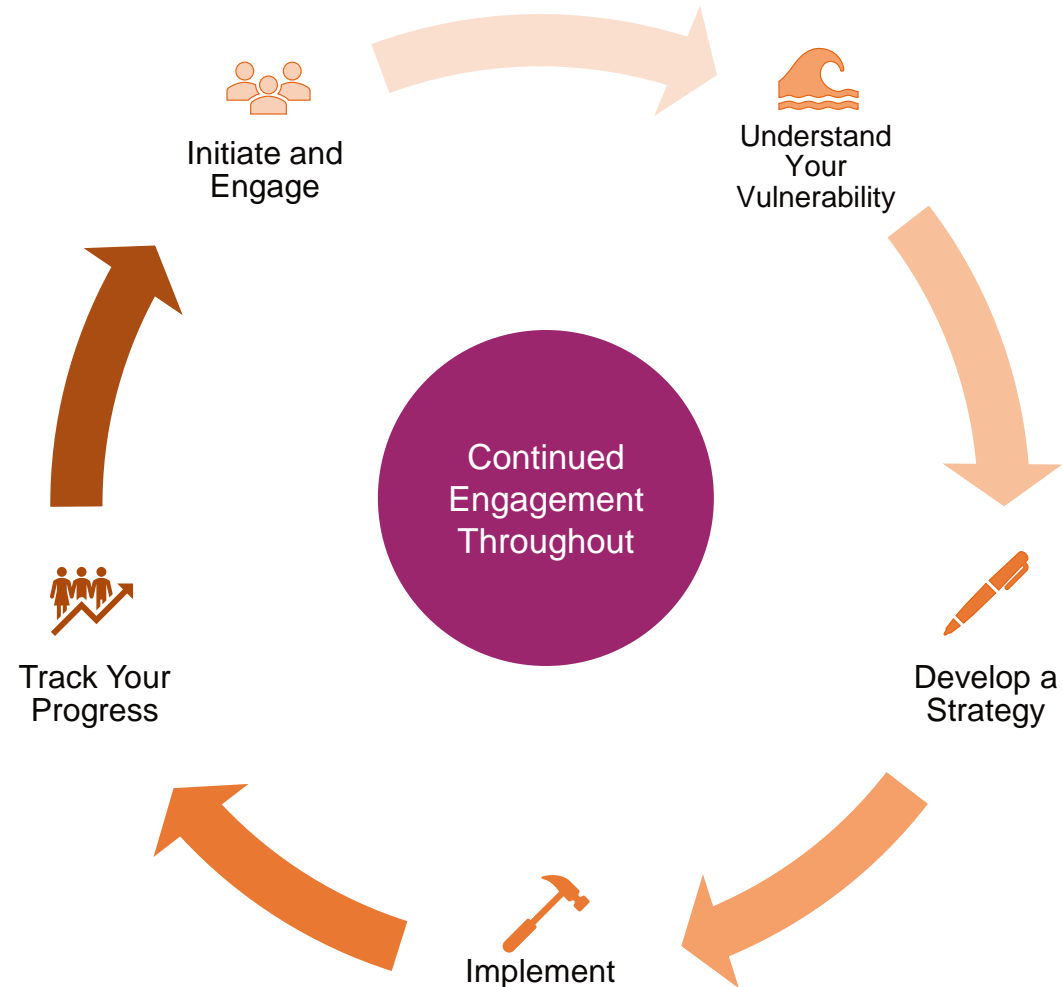 Initiate and
Engage
Understand
Your
Vulnerability
Continued
Engagement
Throughout
Develop a
Strategy
Implement
Track Your
Progress